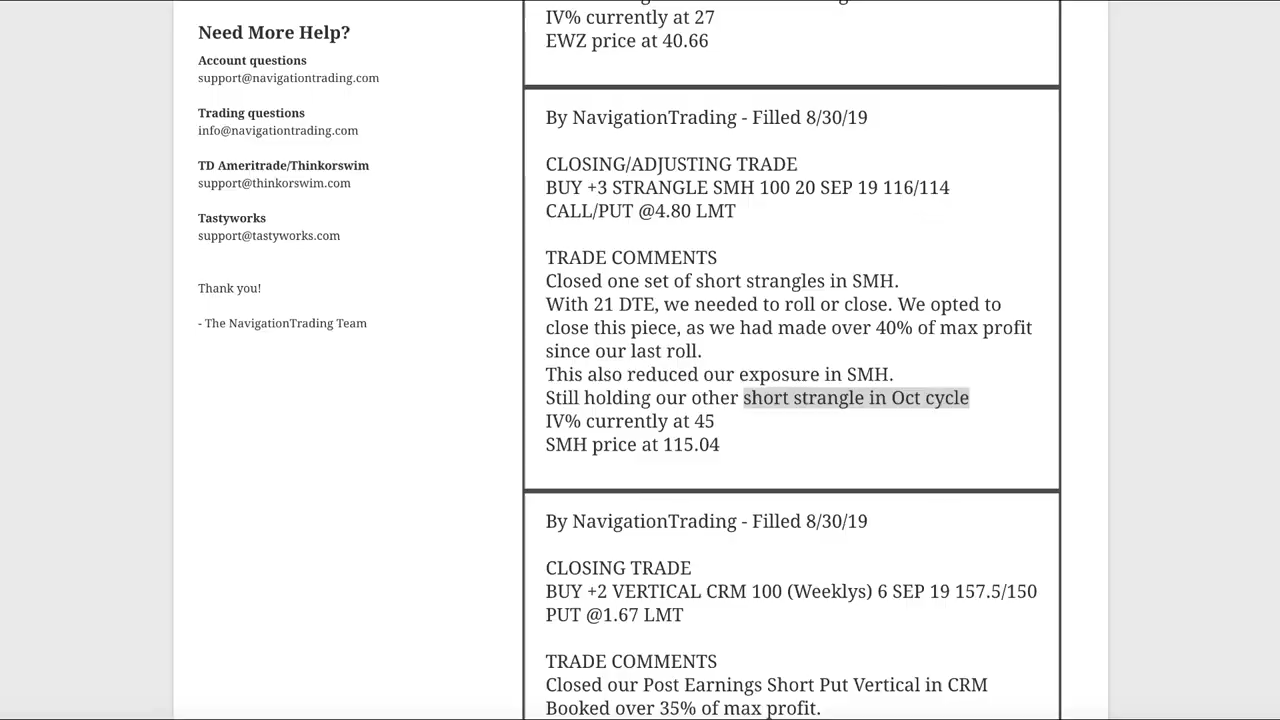 Need More Help?
Account questions
support@navigationtrading.com
Trading questions
info@navigationtrading.com
TD Ameritrade/Thinkorswim
support@thinkorswim.com
Tastyworks
support@tastyworks.com
Thank you!
- The NavigationTrading Team
IV% currently at 27
EWZ price at 40.66
By NavigationTrading - Filled 8/30/19
CLOSING/ADJUSTING TRADE
BUY +3 STRANGLE SMH 100 20 SEP 19 116/114
CALL/PUT @4.80 LMT
TRADE COMMENTS
Closed one set of short strangles in SMH.
With 21 DTE, we needed to roll or close. We opted to
close this piece, as we had made over 40% of max profit
since our last roll.
This also reduced our exposure in SMH.
Still holding our other short strangle in Oct cycle
IV% currently at 45
SMH price at 115.04
By NavigationTrading - Filled 8/30/19
CLOSING TRADE
BUY +2 VERTICAL CRM 100 (Weeklys) 6 SEP 19 157.5/150
PUT @1.67 LMT
TRADE COMMENTS
Closed our Post Earnings Short Put Vertical in CRM
Booked over 35% of max profit.